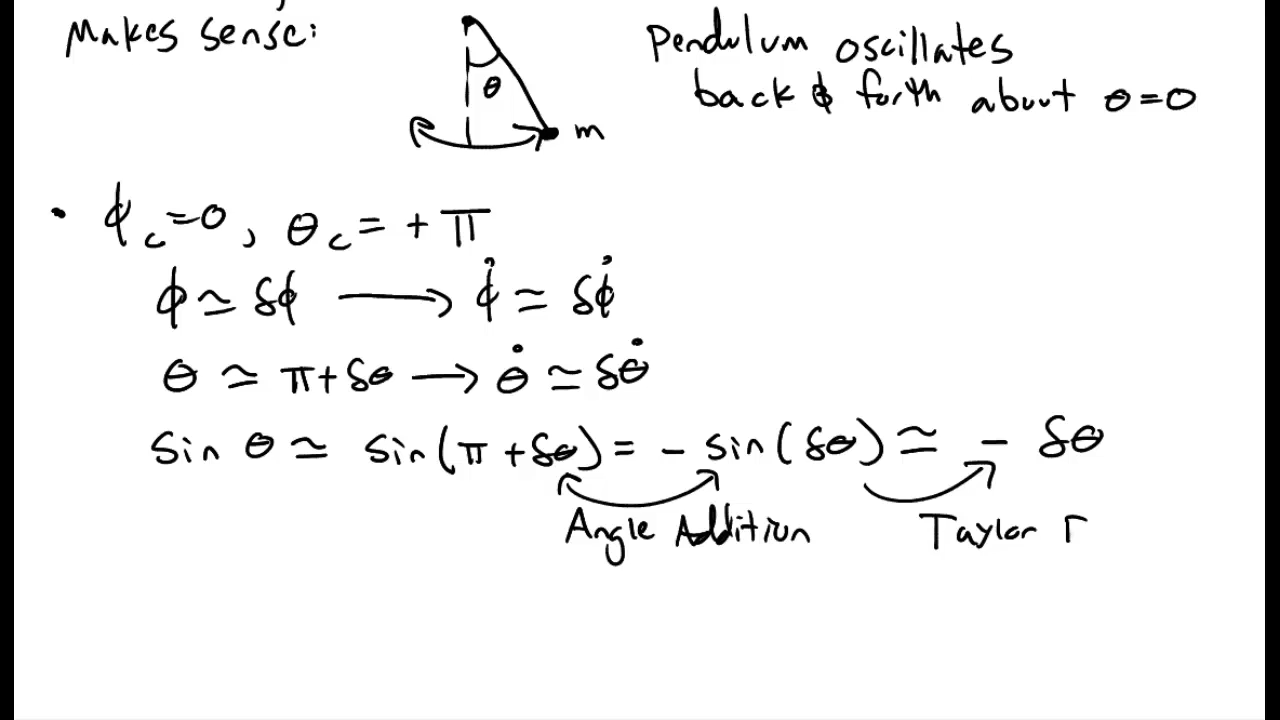 Makes sense:
Pendulum oscillates
back & forth about θ=0
θ
m
• ϕc=0, θc=+π
ϕ≃δϕ ⟶ ϕ̇≃δϕ̇
θ≃π+δθ ⟶ θ̇≃δθ̇
sin θ≃ sin(π+δθ)= - sin(δθ)≃ - δθ
Angle Addition
Taylor